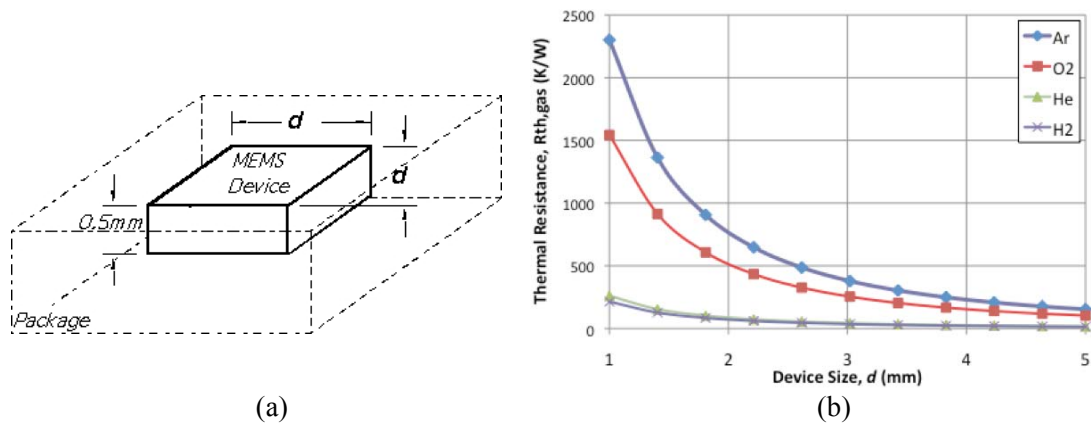 d
MEMS
Device
d
0.5mm
Package
(a)
Thermal Resistance, Rth,gas (K/W)
2500
2000
1500
1000
500
0
1
2
3
4
5
Device Size, d (mm)
Ar
O2
He
H2
(b)